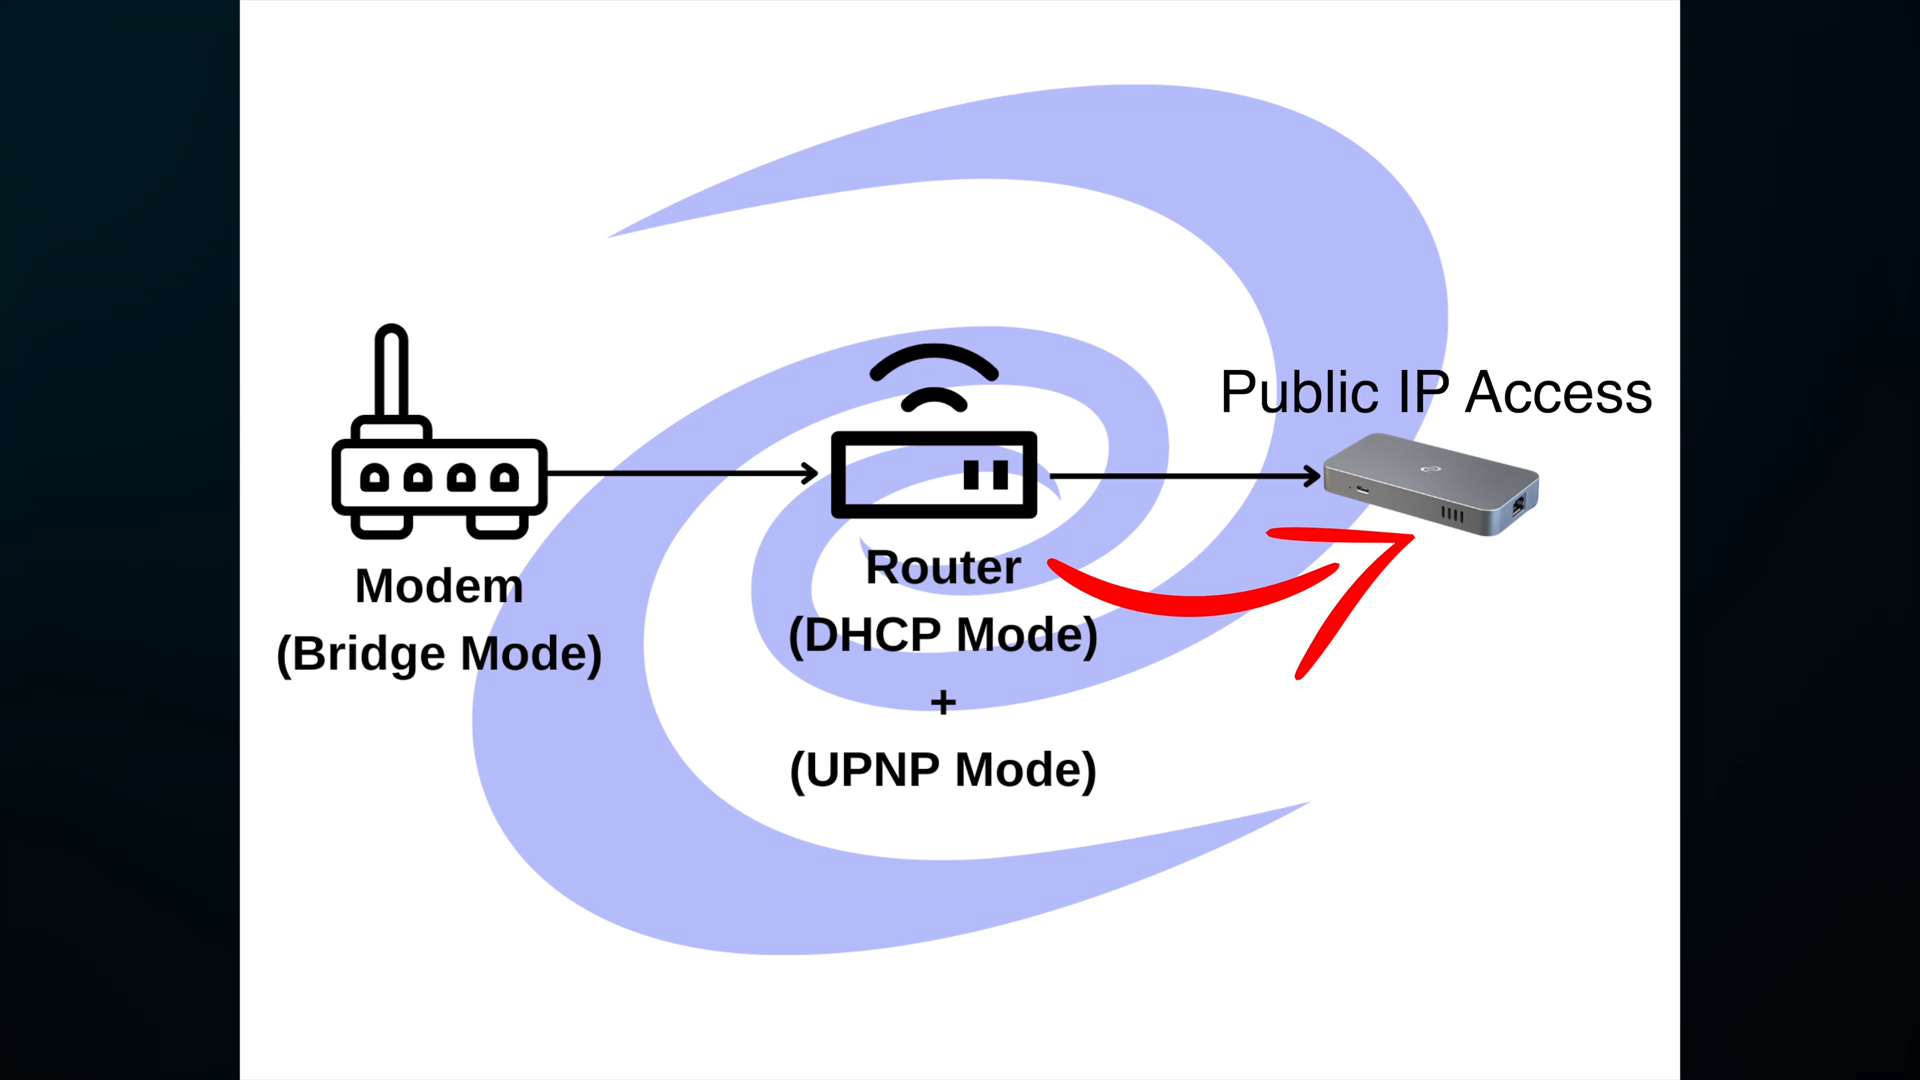 Public IP Access
Modem
(Bridge Mode)
Router
(DHCP Mode)
+
(UPNP Mode)